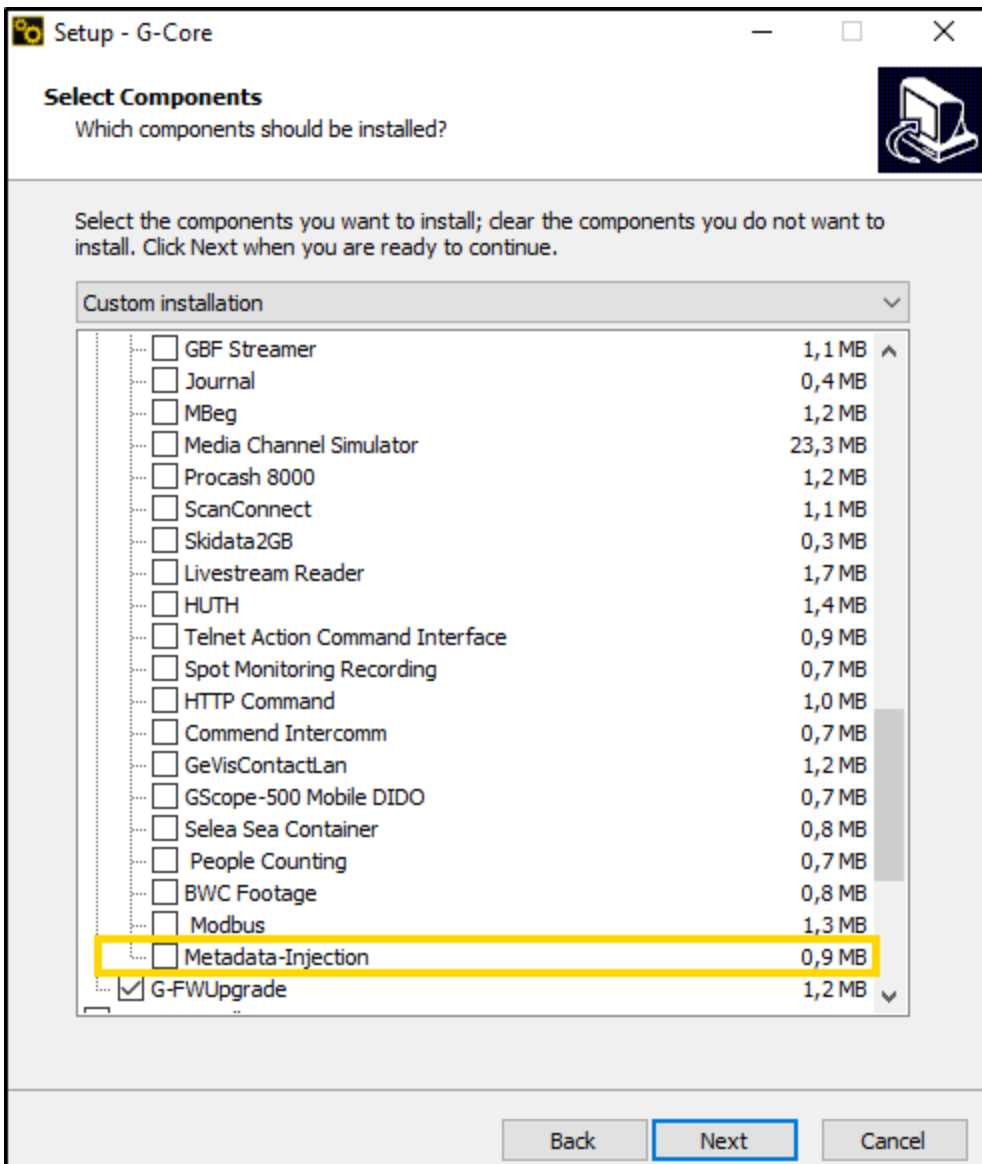 Setup - G-Core
Select Components
Which components should be installed?
Select the components you want to install; clear the components you do not want to
install. Click Next when you are ready to continue.
Custom installation
GBF Streamer 1,1 MB
Journal 0,4 MB
MBeg 1,2 MB
Media Channel Simulator 23,3 MB
Procash 8000 1,2 MB
ScanConnect 1,1 MB
Skidata2GB 0,3 MB
Livestream Reader 1,7 MB
HUTH 1,4 MB
Telnet Action Command Interface 0,9 MB
Spot Monitoring Recording 0,7 MB
HTTP Command 1,0 MB
Commend Intercomm 0,7 MB
GeVisContactLan 1,2 MB
GScope-500 Mobile DIDO 0,7 MB
Selea Sea Container 0,8 MB
People Counting 0,7 MB
BWC Footage 0,8 MB
Modbus 1,3 MB
Metadata-Injection 0,9 MB
G-FWUpgrade 1,2 MB
Back Next Cancel